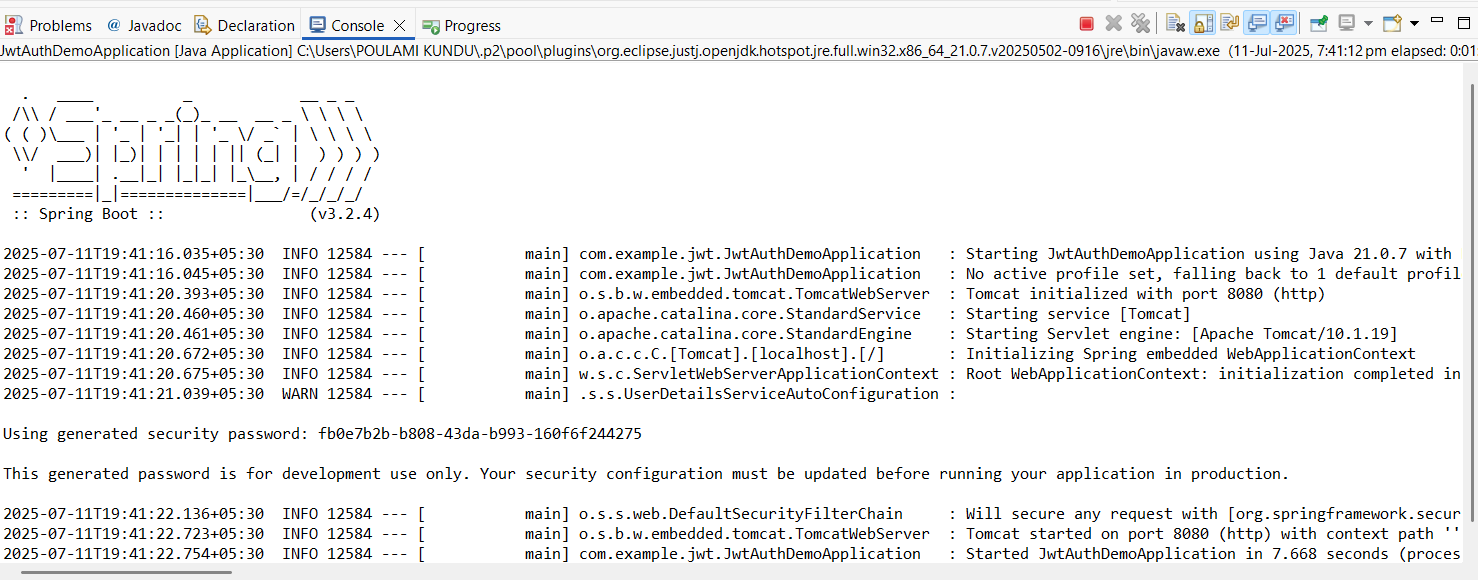 Problems @ Javadoc Declaration Console Progress
JwtAuthDemoApplication [Java Application] C:\Users\POULAMI KUNDU\.p2\pool\plugins\org.eclipse.justj.openjdk.hotspot.jre.full.win32.x86_64_21.0.7.v20250502-0916\jre\bin\javaw.exe (11-Jul-2025, 7:41:12 pm elapsed: 0:01
  .   ____          _            __ _ _
 /\\ / ___'_ __ _ _(_)_ __  __ _ \ \ \ \
( ( )\___ | '_ | '_| | '_ \/ _` | \ \ \ \
 \\/  ___)| |_)| | | | | || (_| |  ) ) ) )
  '  |____| .__|_| |_|_| |_\__, | / / / /
 =========|_|==============|___/=/_/_/_/
 :: Spring Boot ::                (v3.2.4)
2025-07-11T19:41:16.035+05:30  INFO 12584 --- [           main] com.example.jwt.JwtAuthDemoApplication   : Starting JwtAuthDemoApplication using Java 21.0.7 with
2025-07-11T19:41:16.045+05:30  INFO 12584 --- [           main] com.example.jwt.JwtAuthDemoApplication   : No active profile set, falling back to 1 default profil
2025-07-11T19:41:20.393+05:30  INFO 12584 --- [           main] o.s.b.w.embedded.tomcat.TomcatWebServer  : Tomcat initialized with port 8080 (http)
2025-07-11T19:41:20.460+05:30  INFO 12584 --- [           main] o.apache.catalina.core.StandardService   : Starting service [Tomcat]
2025-07-11T19:41:20.461+05:30  INFO 12584 --- [           main] o.apache.catalina.core.StandardEngine    : Starting Servlet engine: [Apache Tomcat/10.1.19]
2025-07-11T19:41:20.672+05:30  INFO 12584 --- [           main] o.a.c.c.C.[Tomcat].[localhost].[/]       : Initializing Spring embedded WebApplicationContext
2025-07-11T19:41:20.675+05:30  INFO 12584 --- [           main] w.s.c.ServletWebServerApplicationContext : Root WebApplicationContext: initialization completed in
2025-07-11T19:41:21.039+05:30  WARN 12584 --- [           main] .s.s.UserDetailsServiceAutoConfiguration :
Using generated security password: fb0e7b2b-b808-43da-b993-160f6f244275
This generated password is for development use only. Your security configuration must be updated before running your application in production.
2025-07-11T19:41:22.136+05:30  INFO 12584 --- [           main] o.s.s.web.DefaultSecurityFilterChain     : Will secure any request with [org.springframework.secur
2025-07-11T19:41:22.723+05:30  INFO 12584 --- [           main] o.s.b.w.embedded.tomcat.TomcatWebServer  : Tomcat started on port 8080 (http) with context path ''
2025-07-11T19:41:22.754+05:30  INFO 12584 --- [           main] com.example.jwt.JwtAuthDemoApplication   : Started JwtAuthDemoApplication in 7.668 seconds (proces